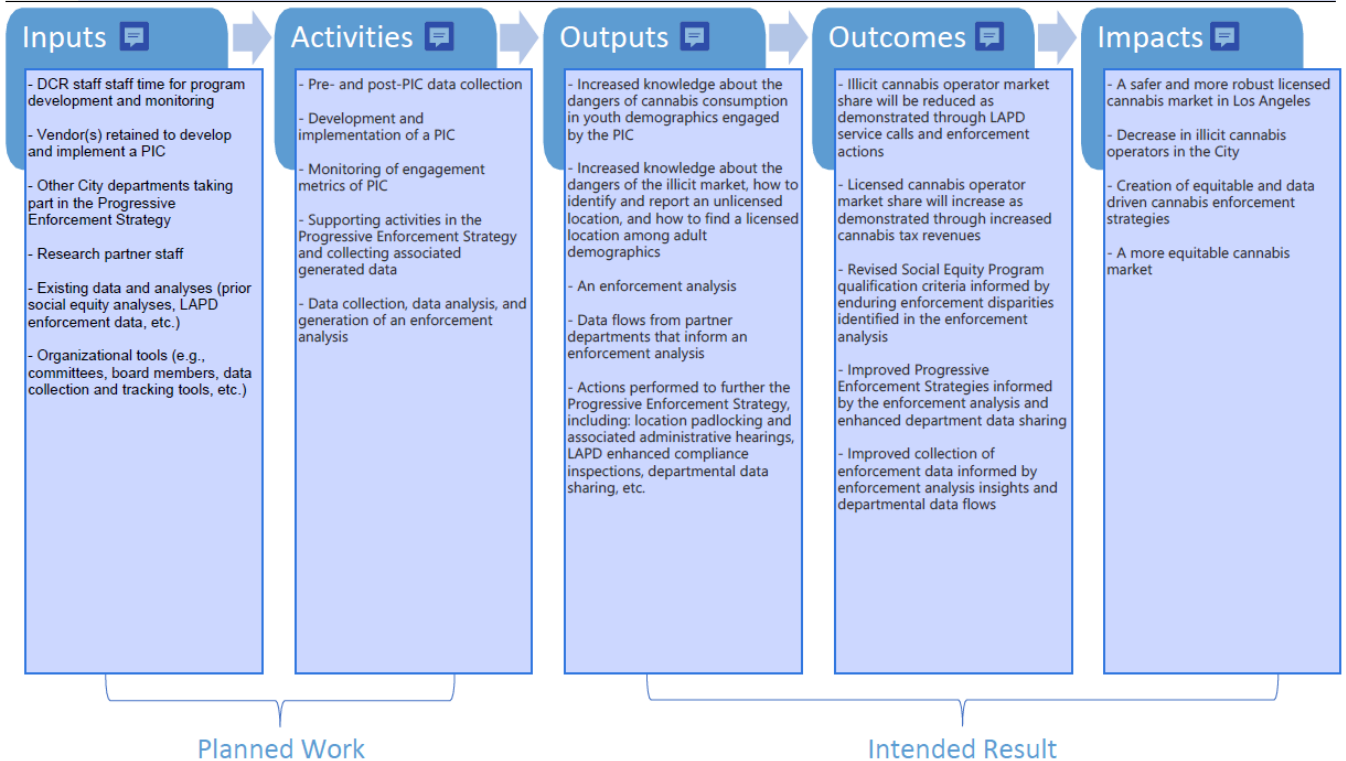 Inputs
- DCR staff staff time for program
development and monitoring
- Vendor(s) retained to develop
and implement a PIC
- Other City departments taking
part in the Progressive
Enforcement Strategy
- Research partner staff
- Existing data and analyses (prior
social equity analyses, LAPD
enforcement data, etc.)
- Organizational tools (e.g.,
committees, board members, data
collection and tracking tools, etc.)
Activities
- Pre- and post-PIC data collection
- Development and
implementation of a PIC
- Monitoring of engagement
metrics of PIC
- Supporting activities in the
Progressive Enforcement Strategy
and collecting associated
generated data
- Data collection, data analysis, and
generation of an enforcement
analysis
Outputs
- Increased knowledge about the
dangers of cannabis consumption
in youth demographics engaged
by the PIC
- Increased knowledge about the
dangers of the illicit market, how to
identify and report an unlicensed
location, and how to find a licensed
location among adult
demographics
- An enforcement analysis
- Data flows from partner
departments that inform an
enforcement analysis
- Actions performed to further the
Progressive Enforcement Strategy,
including: location padlocking and
associated administrative hearings,
LAPD enhanced compliance
inspections, departmental data
sharing, etc.
Outcomes
- Illicit cannabis operator market
share will be reduced as
demonstrated through LAPD
service calls and enforcement
actions
- Licensed cannabis operator
market share will increase as
demonstrated through increased
cannabis tax revenues
- Revised Social Equity Program
qualification criteria informed by
enduring enforcement disparities
identified in the enforcement
analysis
- Improved Progressive
Enforcement Strategies informed
by the enforcement analysis and
enhanced department data sharing
- Improved collection of
enforcement data informed by
enforcement analysis insights and
departmental data flows
Impacts
- A safer and more robust licensed
cannabis market in Los Angeles
- Decrease in illicit cannabis
operators in the City
- Creation of equitable and data
driven cannabis enforcement
strategies
- A more equitable cannabis
market
Planned Work
Intended Result